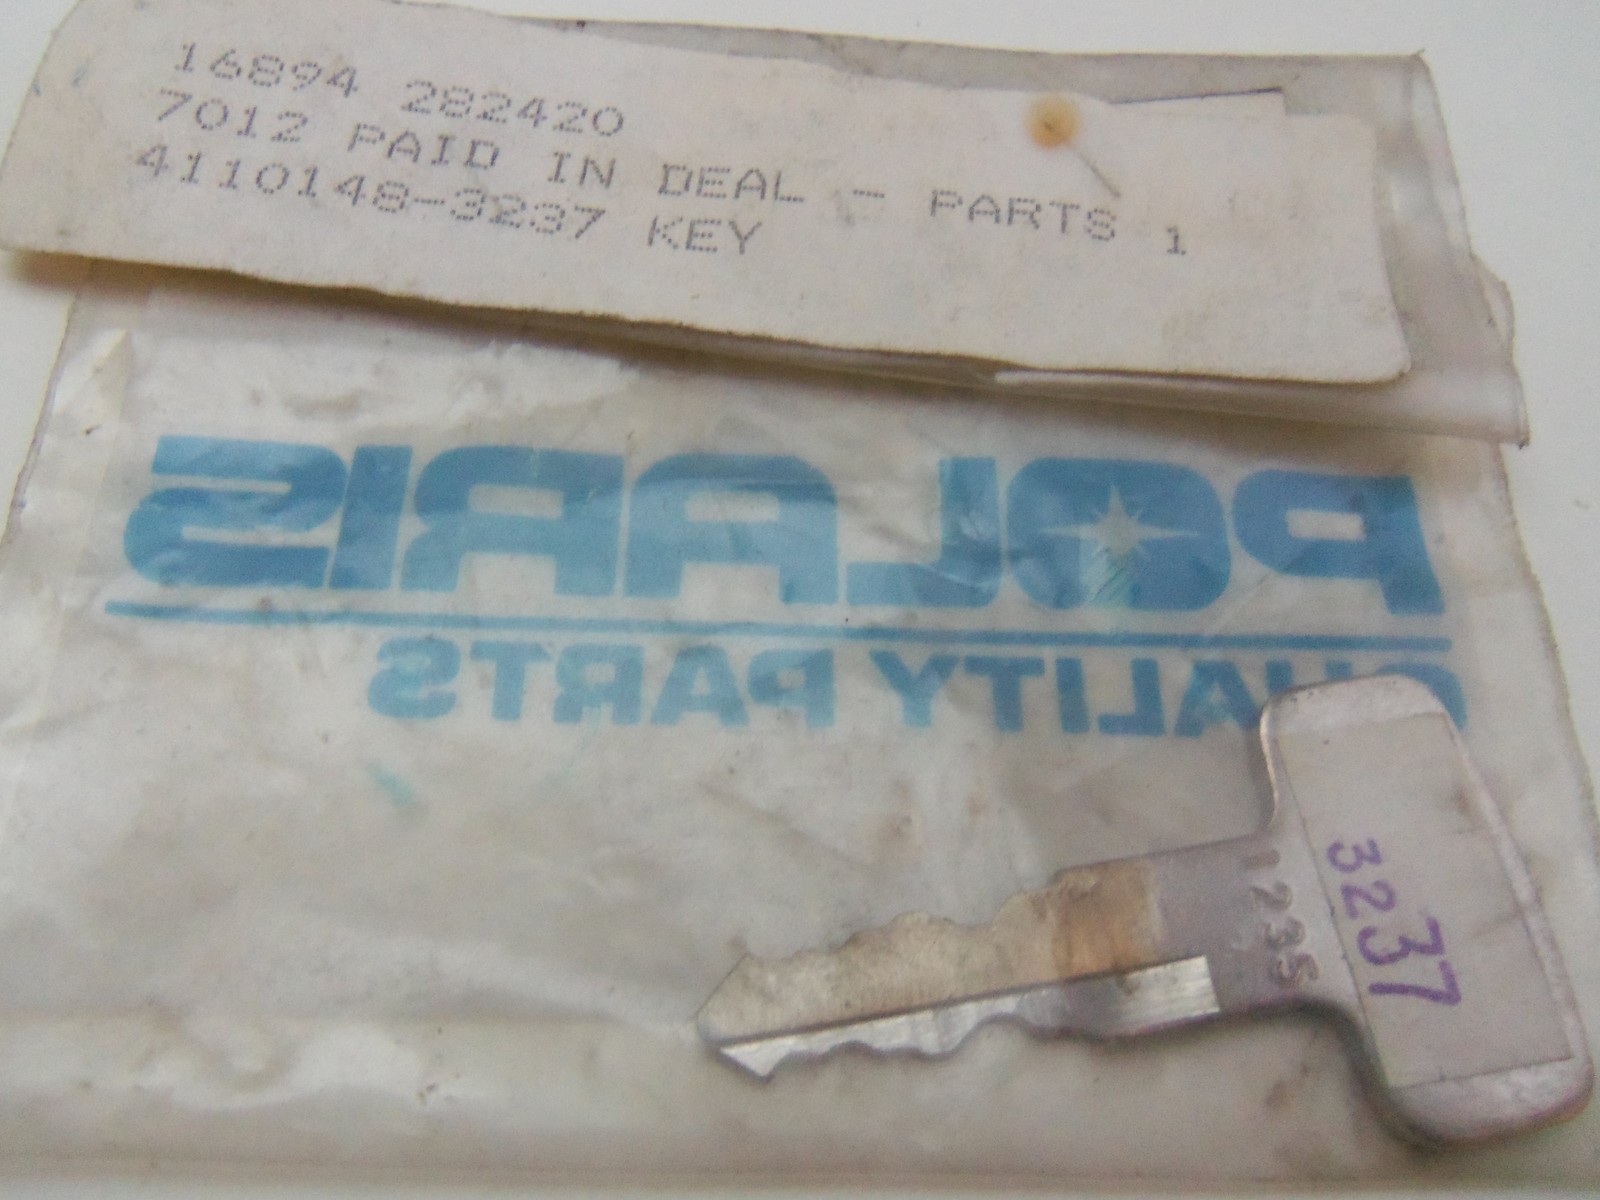 16894 282420
7012 PAID IN DEAL - PARTS 1
4110148-3237 KEY
POLARIS
QUALITY PARTS
3237
1235